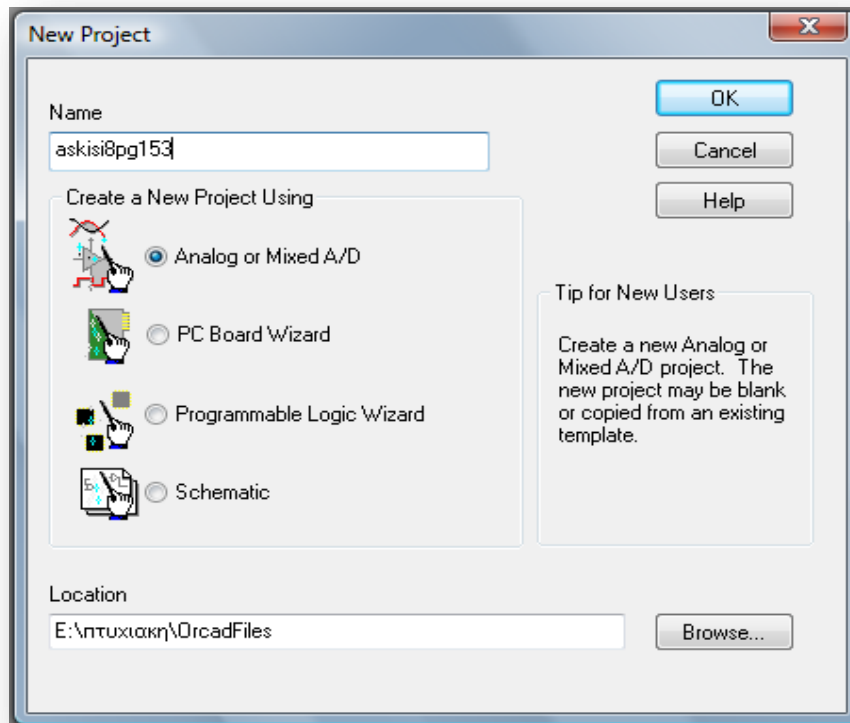 New Project
Name
askisi8pg153
OK
Cancel
Help
Create a New Project Using
Analog or Mixed A/D
PC Board Wizard
Programmable Logic Wizard
Schematic
Tip for New Users
Create a new Analog or
Mixed A/D project. The
new project may be blank
or copied from an existing
template.
Location
E:\πτυχιακη\OrcadFiles
Browse...